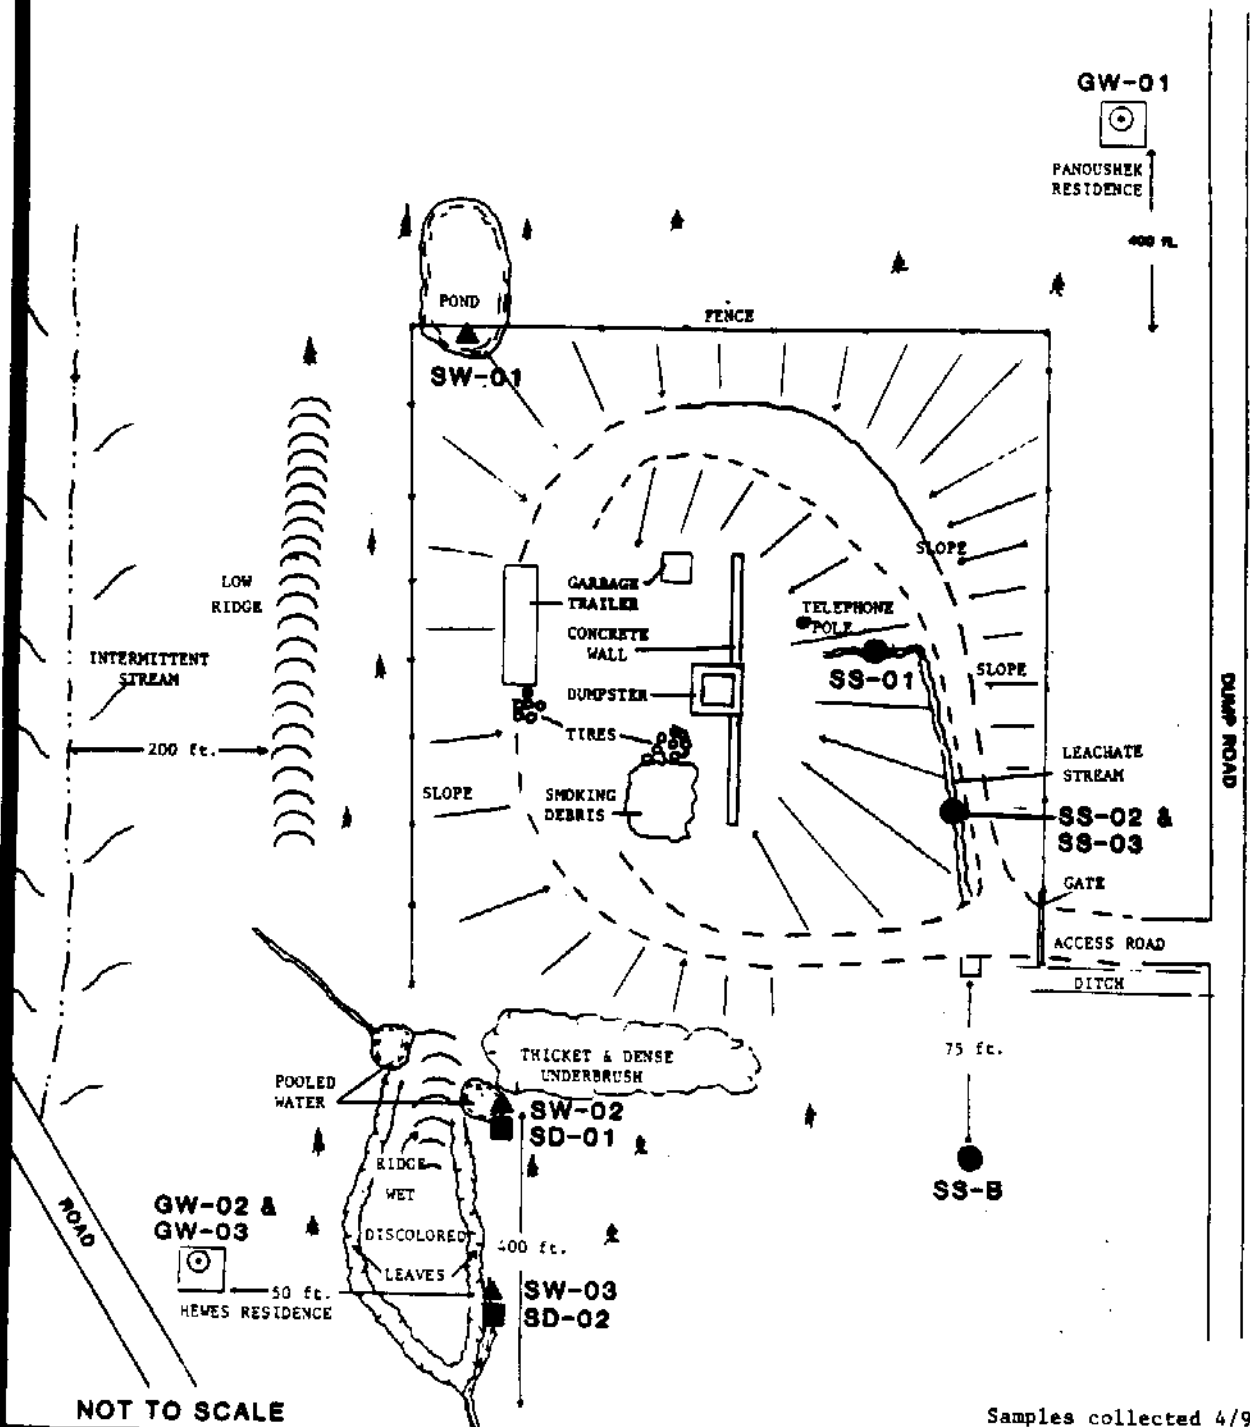 GW-01
PANOUSHEK
RESIDENCE
400 ft.
POND
FENCE
SW-01
SLOPE
LOW
RIDGE
GARBAGE
TRAILER
TELEPHONE
POLE
CONCRETE
WALL
INTERMITTENT
STREAM
SS-01
SLOPE
DUMPSTER
DUMP ROAD
200 ft.
TIRES
LEACHATE
STREAM
SLOPE
SMOKING
DEBRIS
SS-02 &
SS-03
GATE
ACCESS ROAD
DITCH
75 ft.
THICKET & DENSE
UNDERBRUSH
POOLED
WATER
SW-02
SD-01
RIDGE
SS-B
WET
GW-02 &
GW-03
ROAD
DISCOLORED
400 ft.
LEAVES
50 ft.
SW-03
HEWES RESIDENCE
SD-02
NOT TO SCALE
Samples collected 4/9